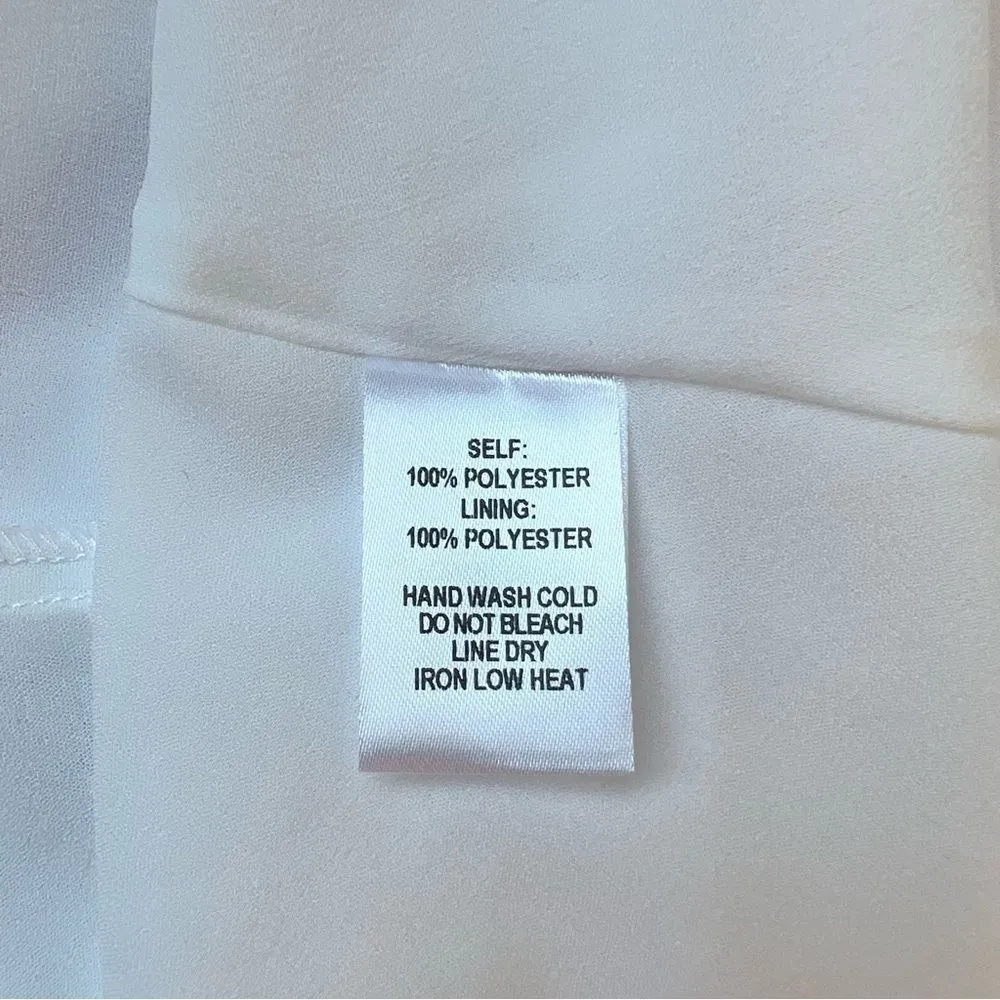 SELF:
100% POLYESTER
LINING:
100% POLYESTER
HAND WASH COLD
DO NOT BLEACH
LINE DRY
IRON LOW HEAT